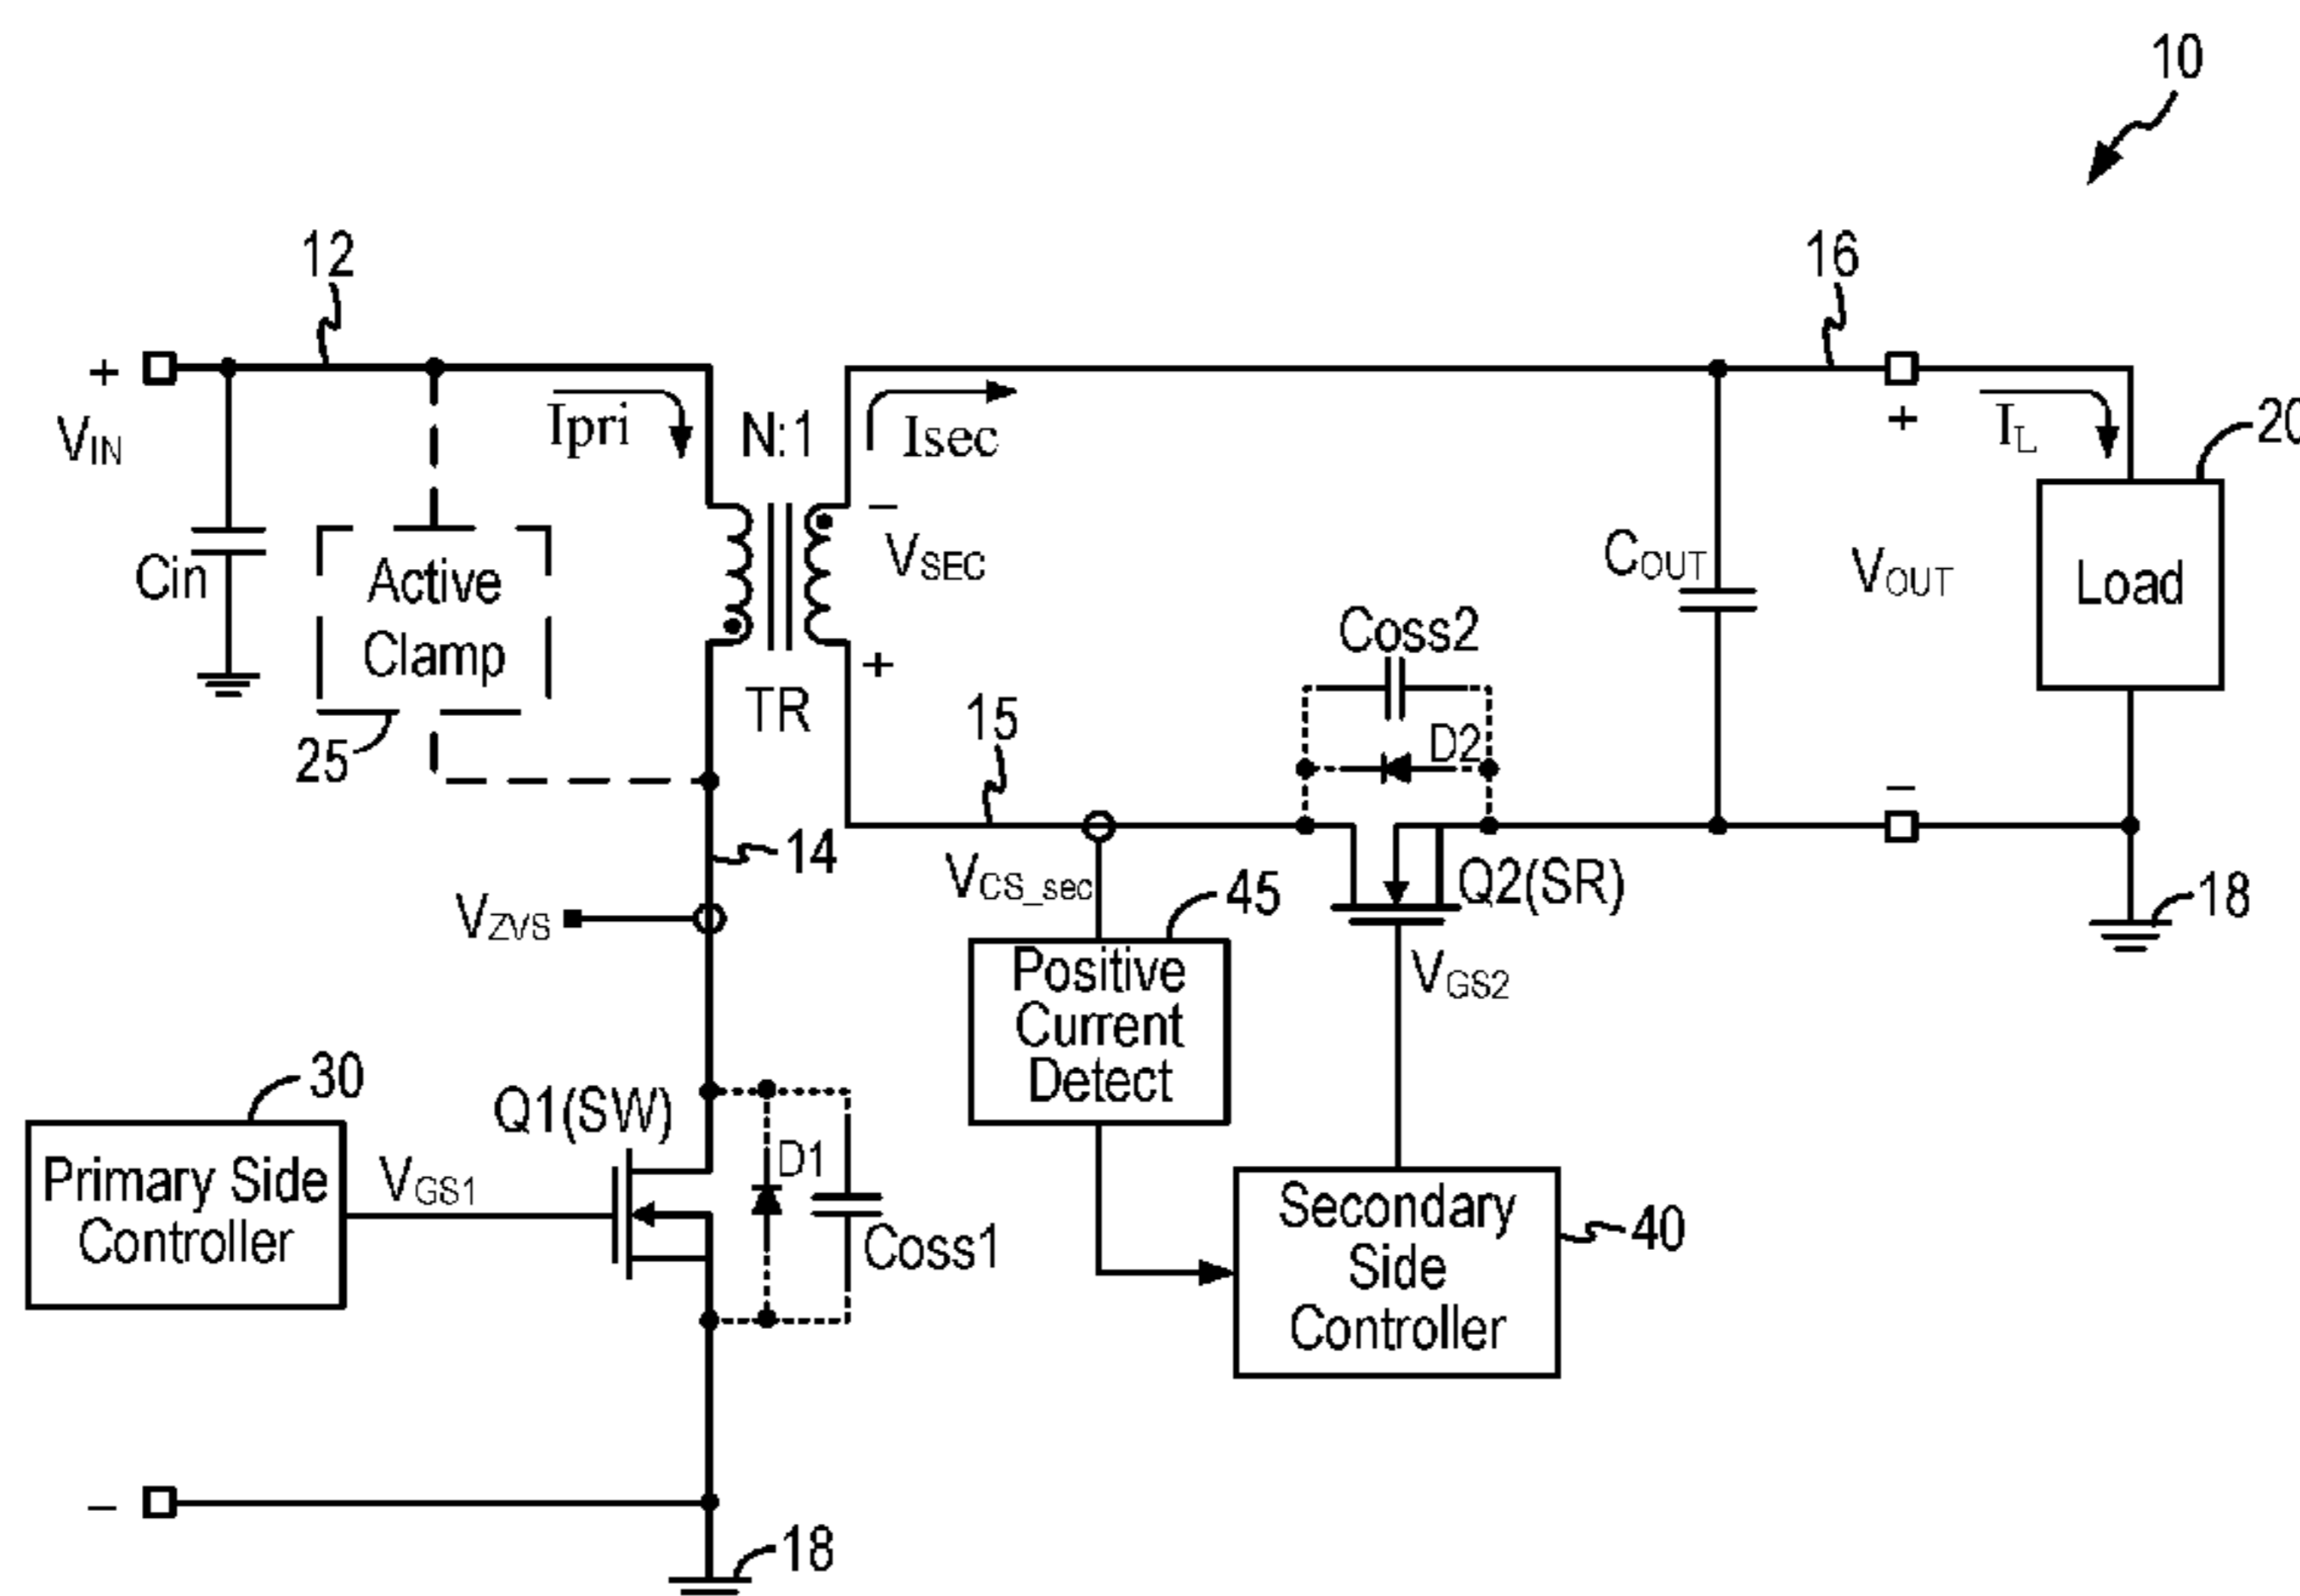 10
12
16
+
VIN
Ipri
N:1
Isec
+
IL
20
−
VSEC
Cin
Active
Clamp
COUT
VOUT
Load
Coss2
+
TR
15
25
D2
−
14
VCS_sec
45
Q2(SR)
18
VZVS
Positive
Current
Detect
VGS2
30
Q1(SW)
D1
Primary Side
Controller
VGS1
Coss1
Secondary
Side
Controller
40
−
18